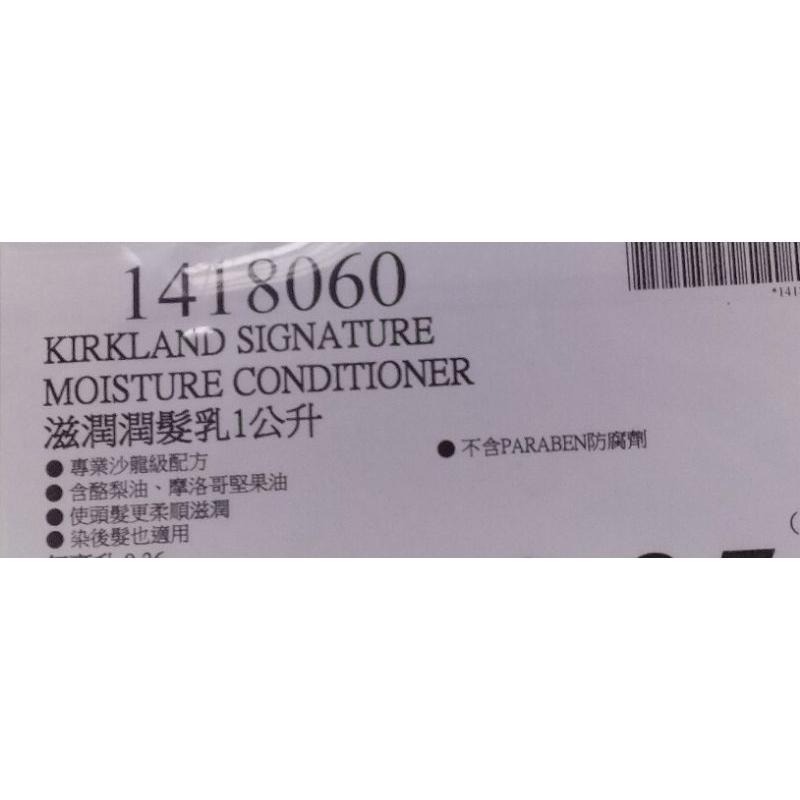 1418060
KIRKLAND SIGNATURE
MOISTURE CONDITIONER
滋潤潤髮乳1公升
● 專業沙龍級配方
● 含酪梨油、摩洛哥堅果油
● 使頭髮更柔順滋潤
● 染後髮也適用
● 不含PARABEN防腐劑